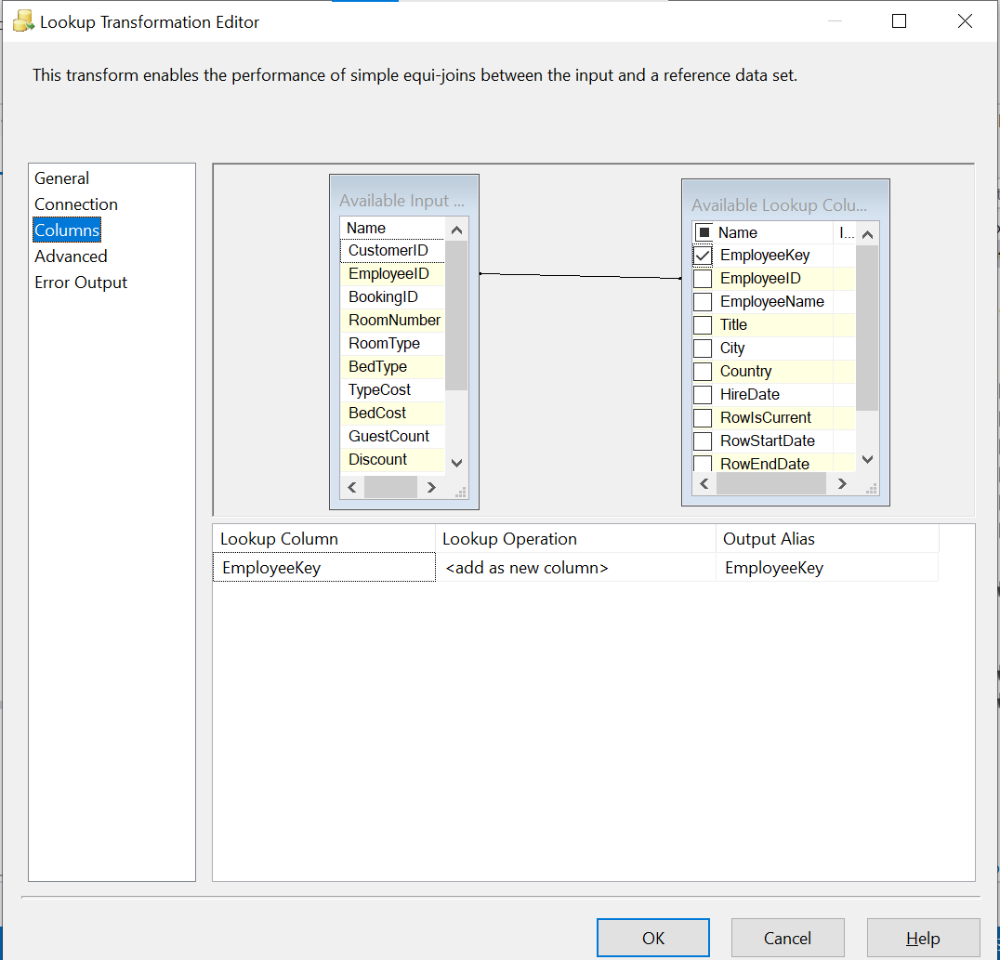 Lookup Transformation Editor
This transform enables the performance of simple equi-joins between the input and a reference data set.
General
Connection
Columns
Advanced
Error Output
Available Input ...
Name
CustomerID
EmployeeID
BookingID
RoomNumber
RoomType
BedType
TypeCost
BedCost
GuestCount
Discount
Available Lookup Colu...
Name I...
EmployeeKey
EmployeeID
EmployeeName
Title
City
Country
HireDate
RowIsCurrent
RowStartDate
RowEndDate
Lookup Column Lookup Operation Output Alias
EmployeeKey <add as new column> EmployeeKey
OK Cancel Help